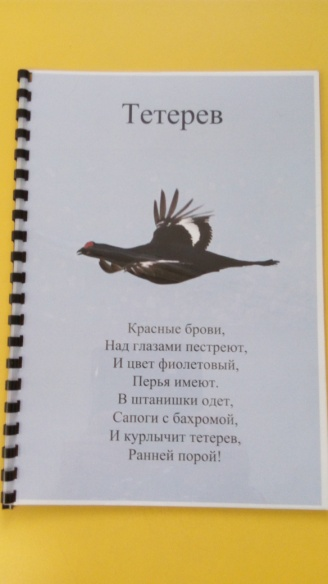 Тетерев
Красные брови,
Над глазами пестреют,
И цвет фиолетовый,
Перья имеют.
В штанишки одет,
Сапоги с бахромой,
И курлычит тетерев,
Ранней порой!